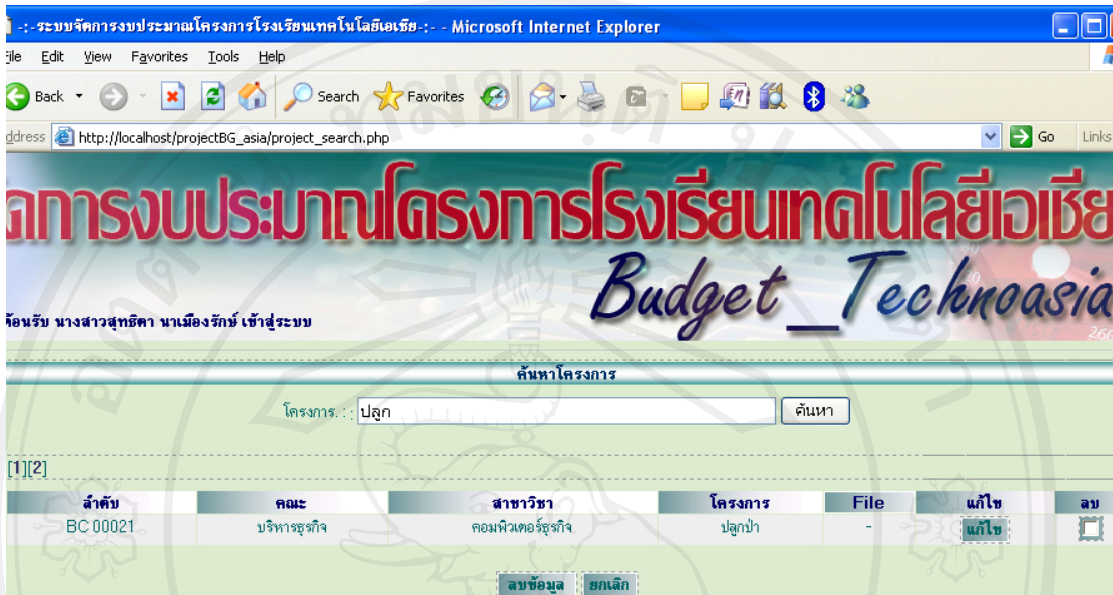 -:-ระบบจัดการงบประมาณโครงการโรงเรียนเทคโนโลยีเอเชีย-:- - Microsoft Internet Explorer
File Edit View Favorites Tools Help
Back Search Favorites
Address http://localhost/projectBG_asia/project_search.php Go Links
จัดการงบประมาณโครงการโรงเรียนเทคโนโลยีเอเชีย
Budget_Technoasia
ต้อนรับ นางสาวสุทธิดา นาเมืองรักษ์ เข้าสู่ระบบ
ค้นหาโครงการ
โครงการ. : : ปลูก ค้นหา
[1][2]
ลำดับ คณะ สาขาวิชา โครงการ File แก้ไข ลบ
BC 00021 บริหารธุรกิจ คอมพิวเตอร์ธุรกิจ ปลูกป่า - แก้ไข
ลบข้อมูล ยกเลิก